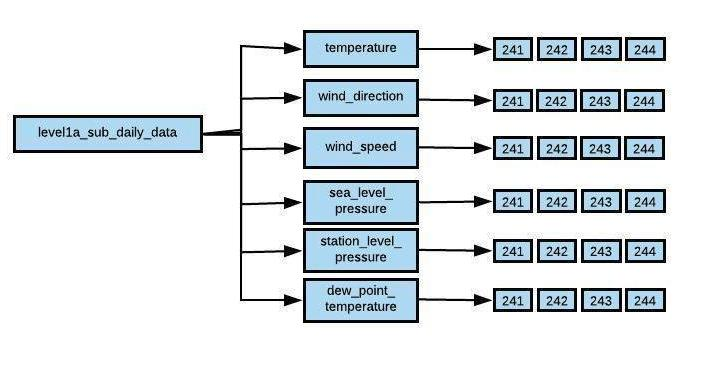 temperature 241 242 243 244
wind_direction 241 242 243 244
level1a_sub_daily_data
wind_speed 241 242 243 244
sea_level_
pressure
241 242 243 244
station_level_
pressure
241 242 243 244
dew_point_
temperature
241 242 243 244